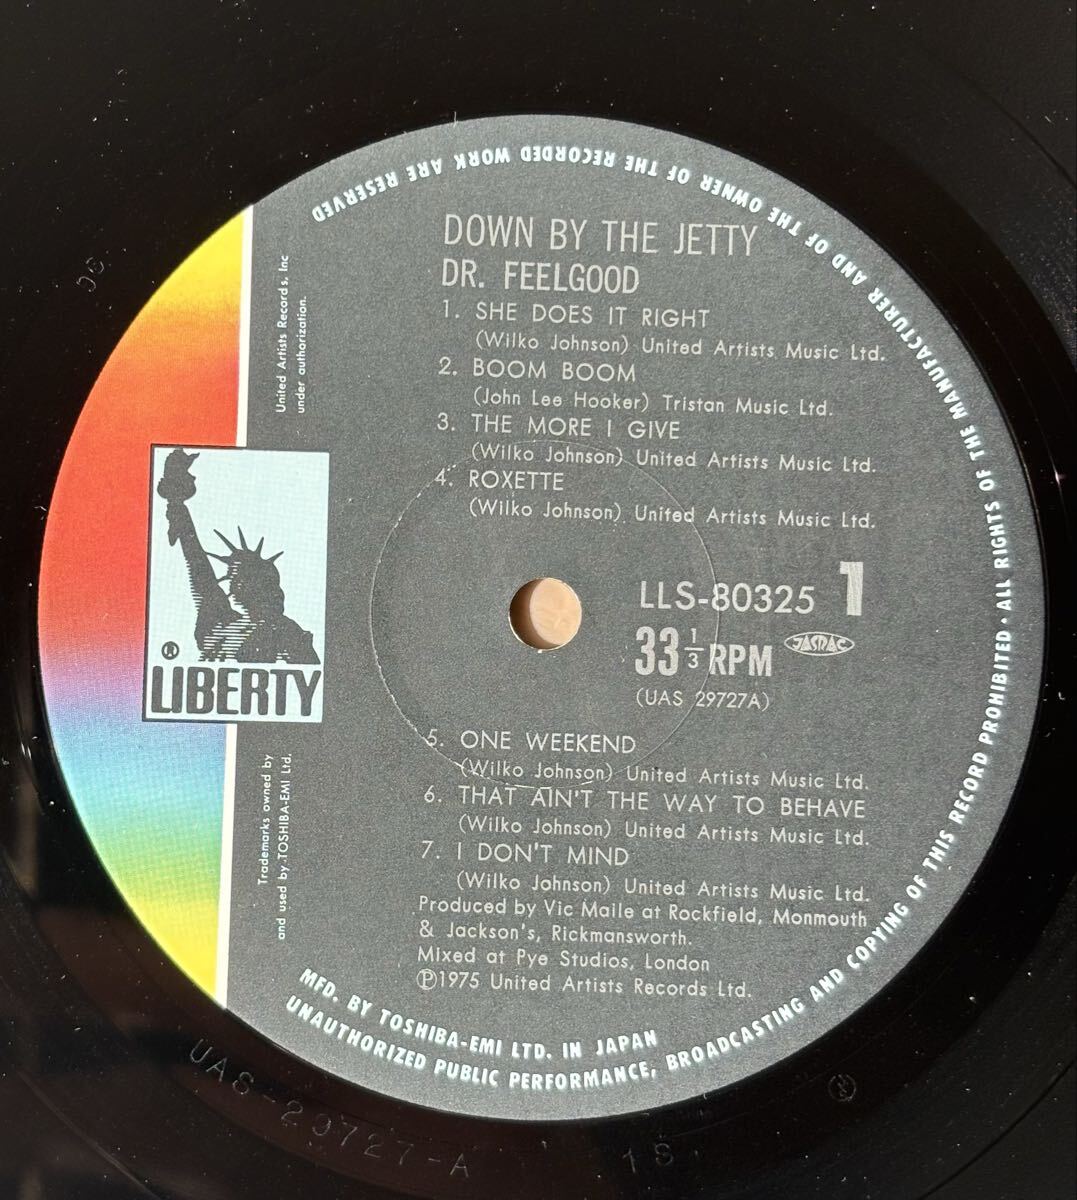 DOWN BY THE JETTY
DR. FEELGOOD
1. SHE DOES IT RIGHT
(Wilko Johnson) United Artists Music Ltd.
2. BOOM BOOM
(John Lee Hooker) Tristan Music Ltd.
3. THE MORE I GIVE
(Wilko Johnson) United Artists Music Ltd.
4. ROXETTE
(Wilko Johnson) United Artists Music Ltd.
LLS-80325 1
33 1/3 RPM JASRAC
(UAS 29727A)
5. ONE WEEKEND
(Wilko Johnson) United Artists Music Ltd.
6. THAT AIN'T THE WAY TO BEHAVE
(Wilko Johnson) United Artists Music Ltd.
7. I DON'T MIND
(Wilko Johnson) United Artists Music Ltd.
Produced by Vic Maile at Rockfield, Monmouth
& Jackson's, Rickmansworth.
Mixed at Pye Studios, London
Ⓟ1975 United Artists Records Ltd.
United Artists Records, Inc
under authorization.
®
LIBERTY
Trademarks owned by
and used by TOSHIBA-EMI Ltd.
MFD. BY TOSHIBA-EMI LTD. IN JAPAN
UNAUTHORIZED PUBLIC PERFORMANCE, BROADCASTING AND COPYING OF THIS RECORD PROHIBITED • ALL RIGHTS OF THE MANUFACTURER AND OF THE OWNER OF THE RECORDED WORK ARE RESERVED
UAS-29727-A 1S